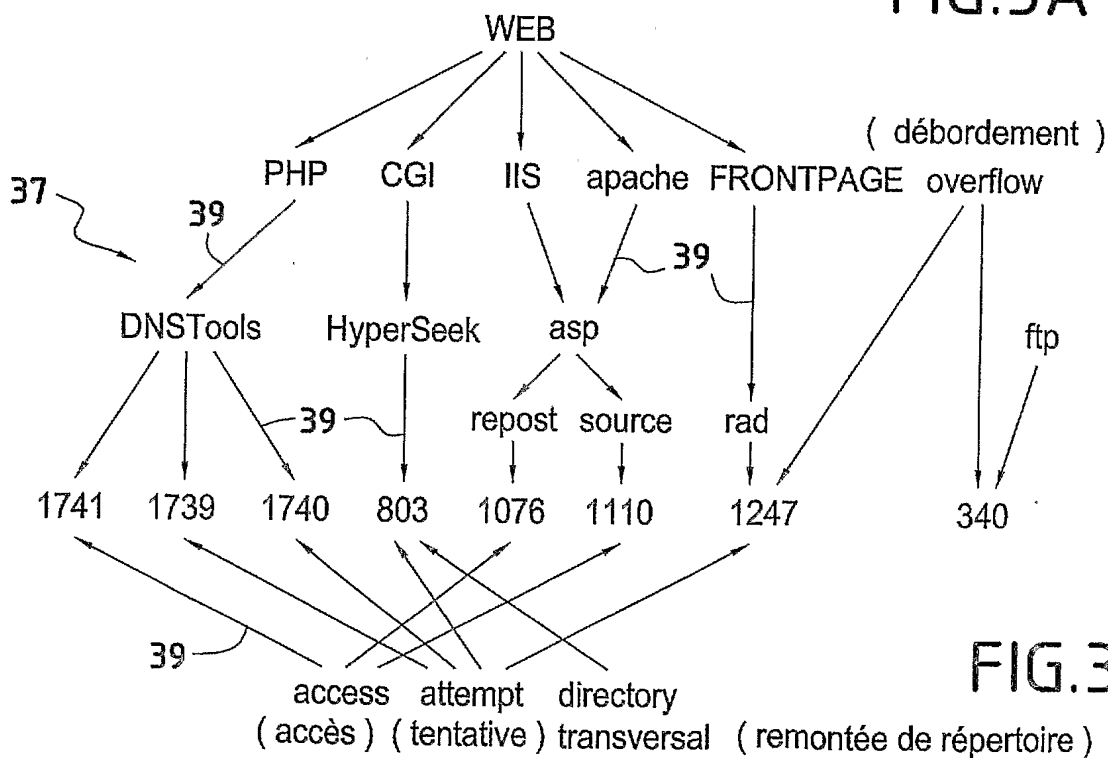 FIG.3A
WEB
( débordement )
PHP CGI IIS apache FRONTPAGE overflow
37
39
39
DNSTools HyperSeek asp
ftp
39
repost source rad
1741 1739 1740 803 1076 1110 1247 340
39
FIG.3
access attempt directory
( accès ) ( tentative ) transversal ( remontée de répertoire )